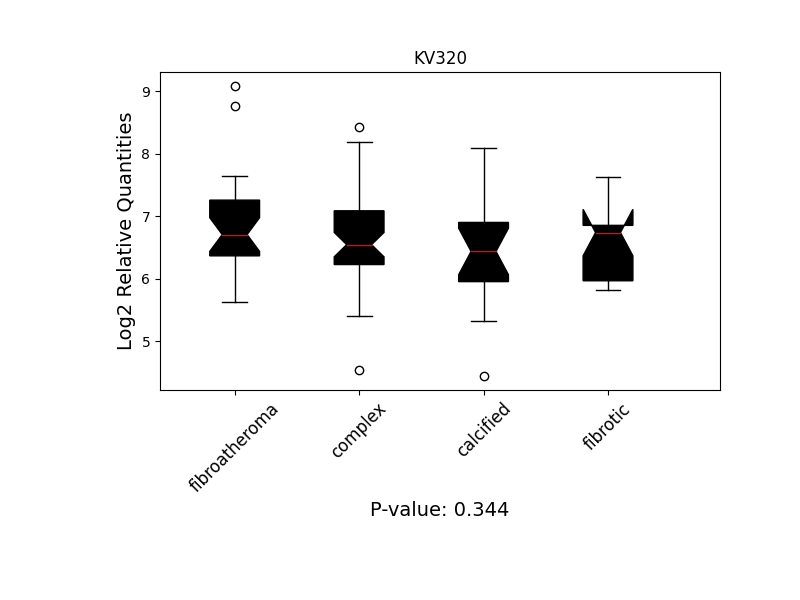 KV320
Log2 Relative Quantities
9
8
7
6
5
fibroatheroma
complex
calcified
fibrotic
P-value: 0.344